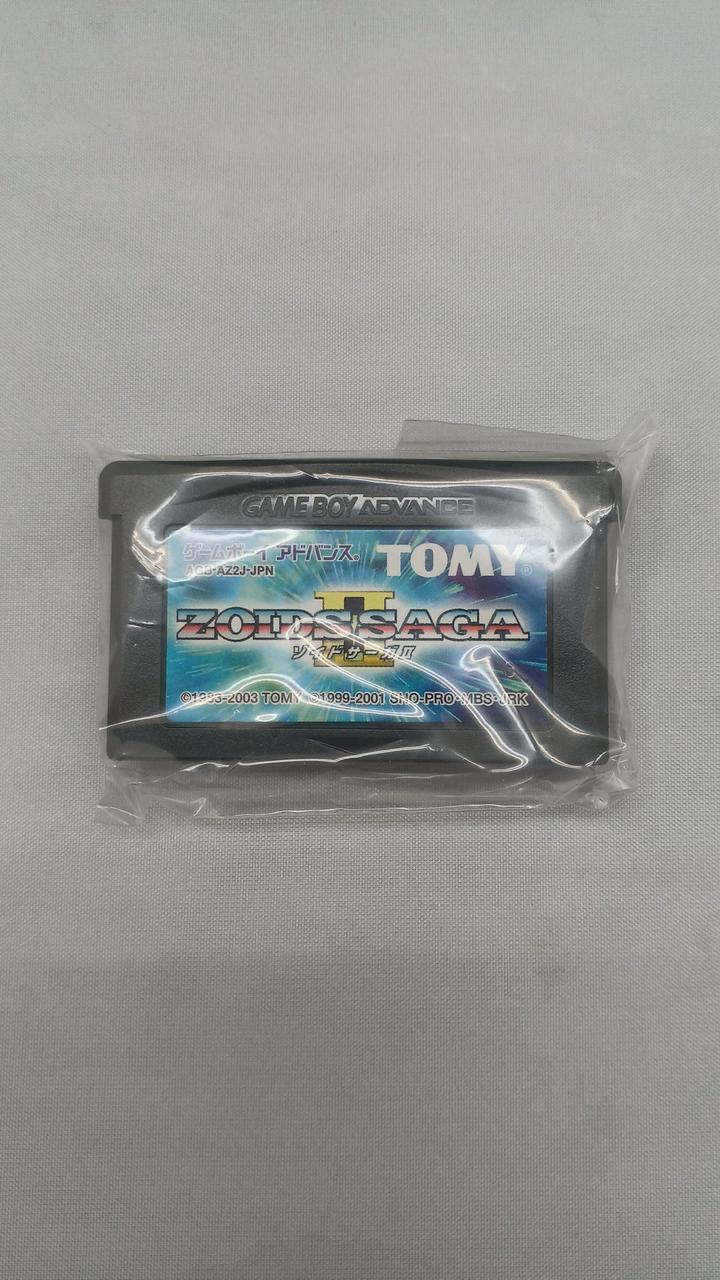 GAME BOY ADVANCE
ゲームボーイ アドバンス® TOMY®
AGB-AZ2J-JPN
II
ZOIDS SAGA
ゾイドサーガII
©1983-2003 TOMY ©1999-2001 SHO-PRO･MBS･JRK